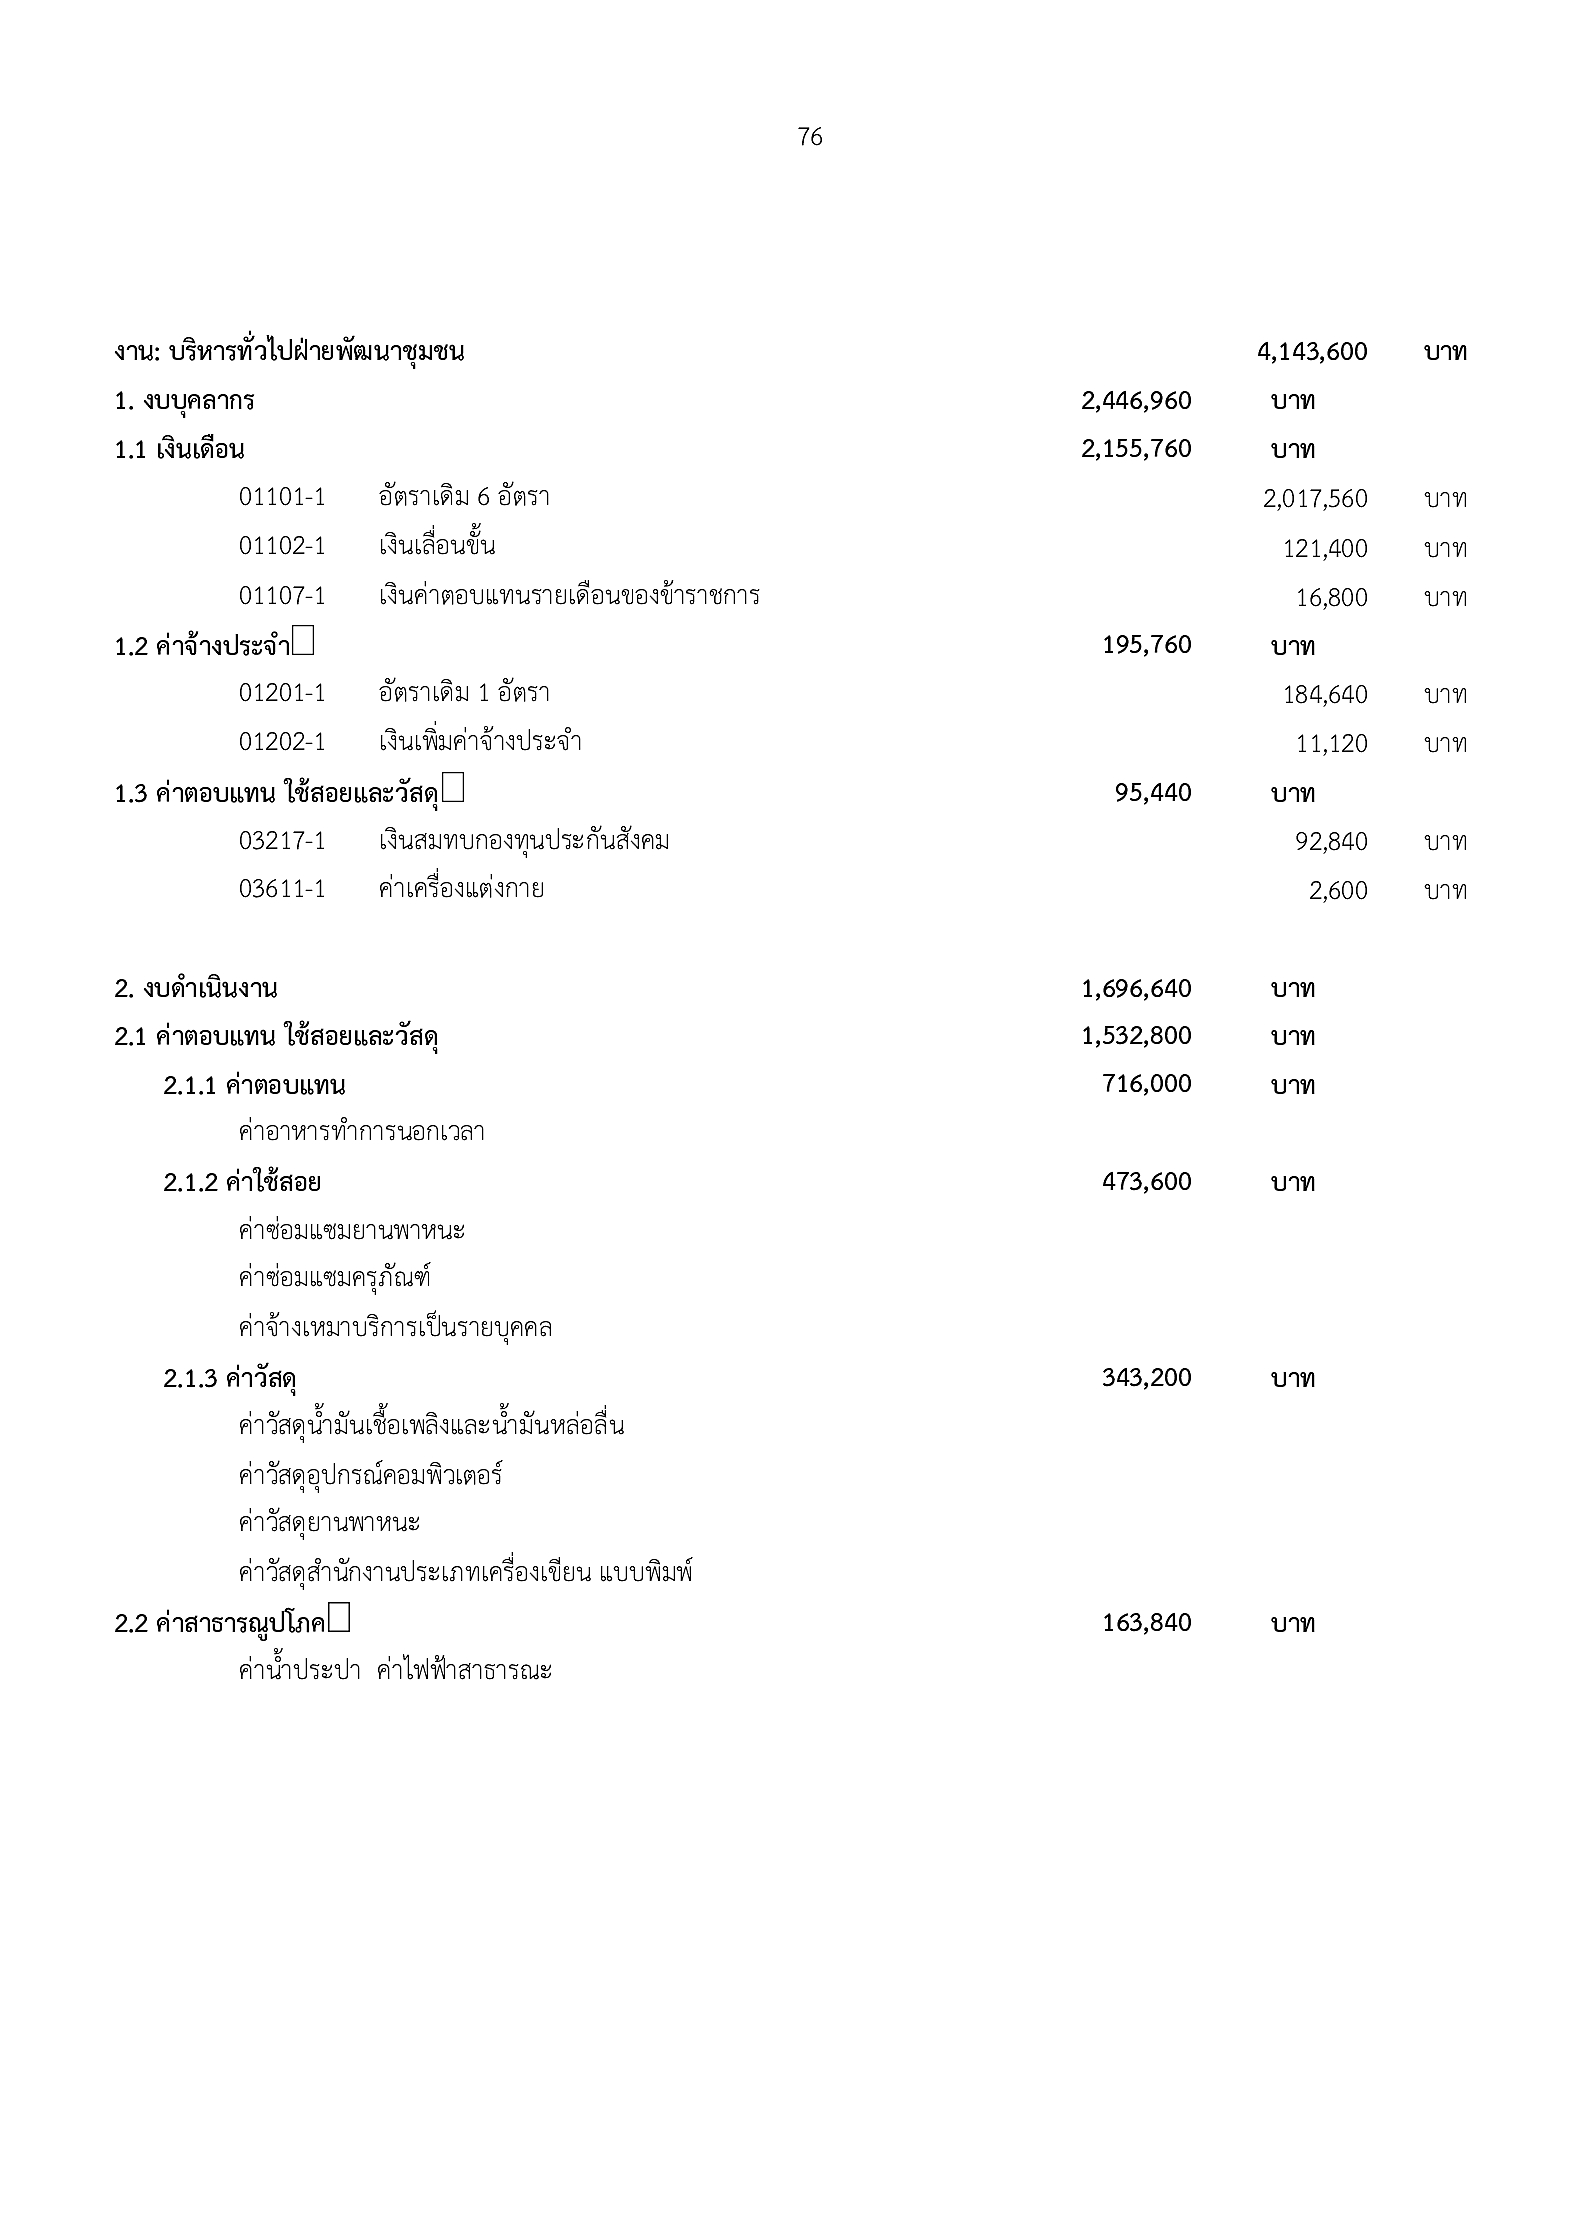 76
งาน: บริหารทั่วไปฝ่ายพัฒนาชุมชน 4,143,600 บาท
1. งบบุคลากร 2,446,960 บาท
1.1 เงินเดือน 2,155,760 บาท
01101-1 อัตราเดิม 6 อัตรา 2,017,560 บาท
01102-1 เงินเลื่อนขั้น 121,400 บาท
01107-1 เงินค่าตอบแทนรายเดือนของข้าราชการ 16,800 บาท
1.2 ค่าจ้างประจำ 195,760 บาท
01201-1 อัตราเดิม 1 อัตรา 184,640 บาท
01202-1 เงินเพิ่มค่าจ้างประจำ 11,120 บาท
1.3 ค่าตอบแทน ใช้สอยและวัสดุ 95,440 บาท
03217-1 เงินสมทบกองทุนประกันสังคม 92,840 บาท
03611-1 ค่าเครื่องแต่งกาย 2,600 บาท
2. งบดำเนินงาน 1,696,640 บาท
2.1 ค่าตอบแทน ใช้สอยและวัสดุ 1,532,800 บาท
2.1.1 ค่าตอบแทน 716,000 บาท
ค่าอาหารทำการนอกเวลา
2.1.2 ค่าใช้สอย 473,600 บาท
ค่าซ่อมแซมยานพาหนะ
ค่าซ่อมแซมครุภัณฑ์
ค่าจ้างเหมาบริการเป็นรายบุคคล
2.1.3 ค่าวัสดุ 343,200 บาท
ค่าวัสดุน้ำมันเชื้อเพลิงและน้ำมันหล่อลื่น
ค่าวัสดุอุปกรณ์คอมพิวเตอร์
ค่าวัสดุยานพาหนะ
ค่าวัสดุสำนักงานประเภทเครื่องเขียน แบบพิมพ์
2.2 ค่าสาธารณูปโภค 163,840 บาท
ค่าน้ำประปา ค่าไฟฟ้าสาธารณะ